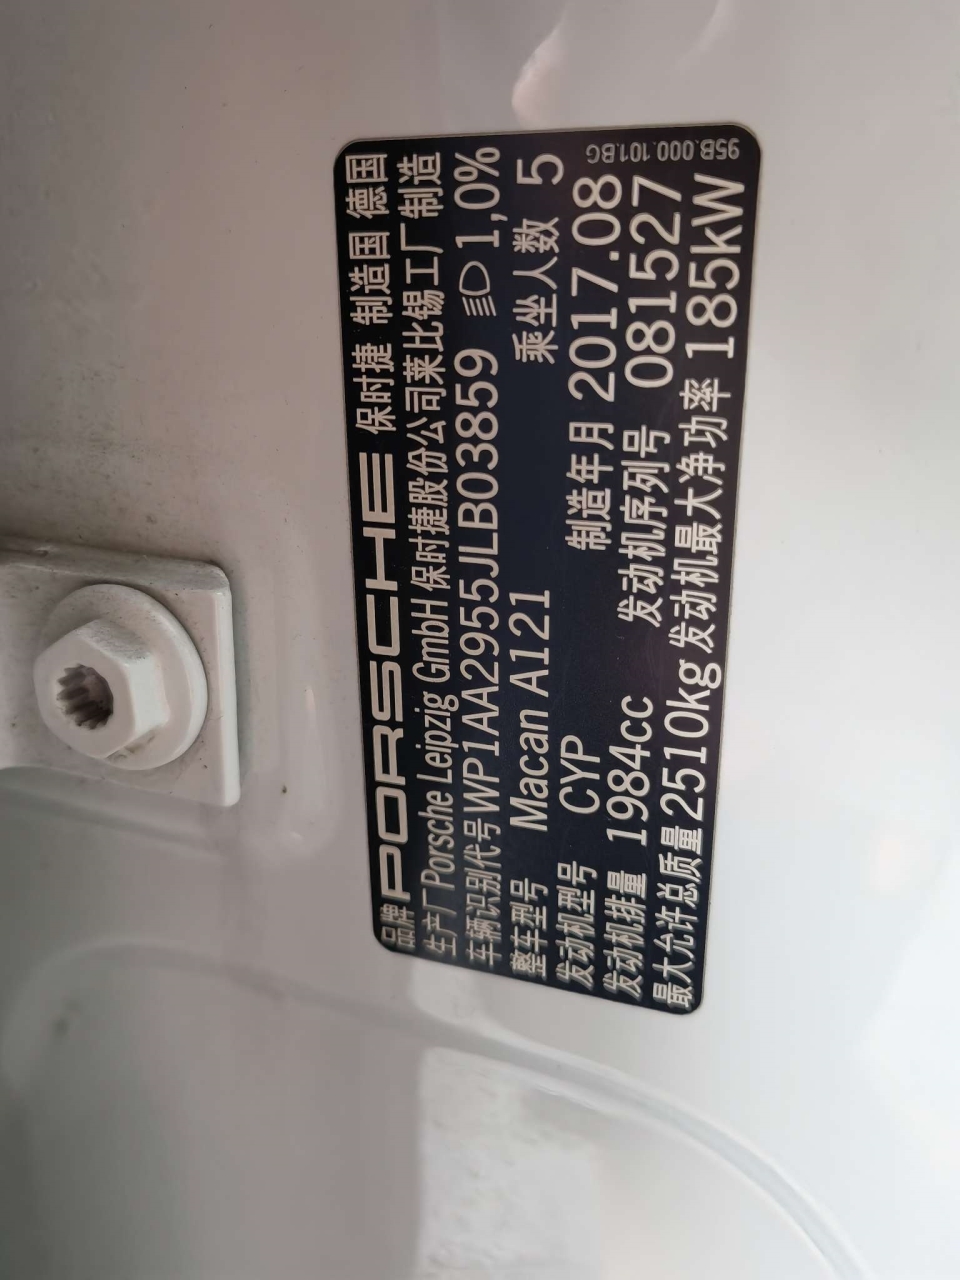 品牌 PORSCHE 保时捷 制造国 德国
生产厂 Porsche Leipzig GmbH 保时捷股份公司莱比锡工厂制造
车辆识别代号 WP1AA2955JLB03859 1,0%
整车型号 Macan A121 乘坐人数 5
发动机型号 CYP 制造年月 2017.08
发动机排量 1984cc 发动机序列号 081527
最大允许总质量 2510kg 发动机最大净功率 185kW
95B.000.101.BG